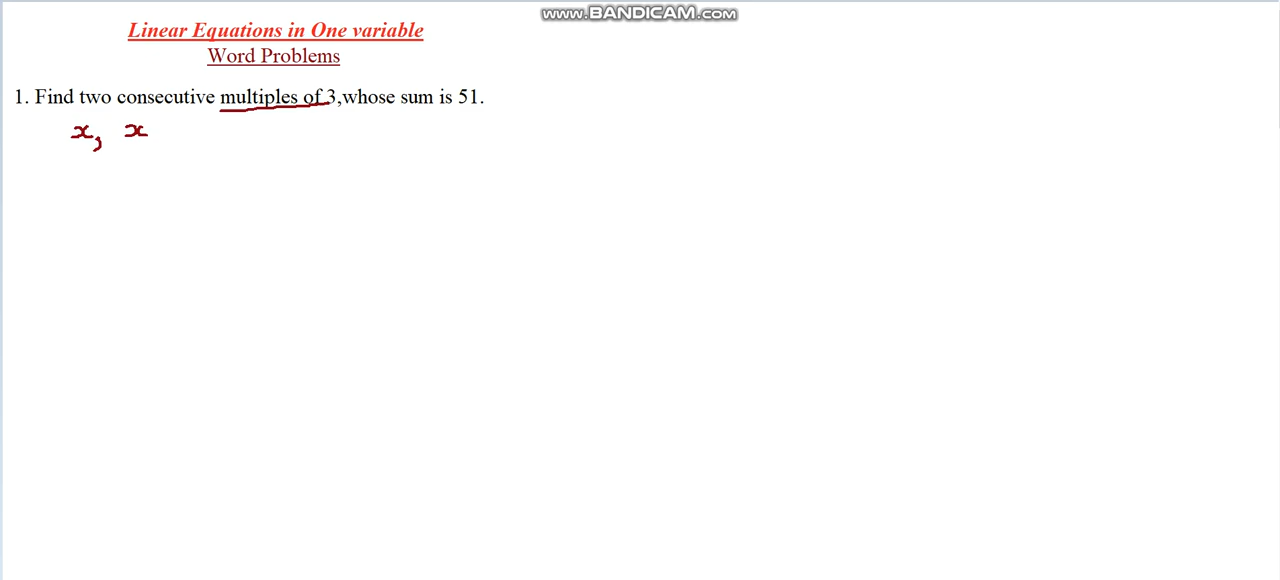 www.BANDICAM.com
Linear Equations in One variable
Word Problems
1. Find two consecutive multiples of 3,whose sum is 51.
x, x